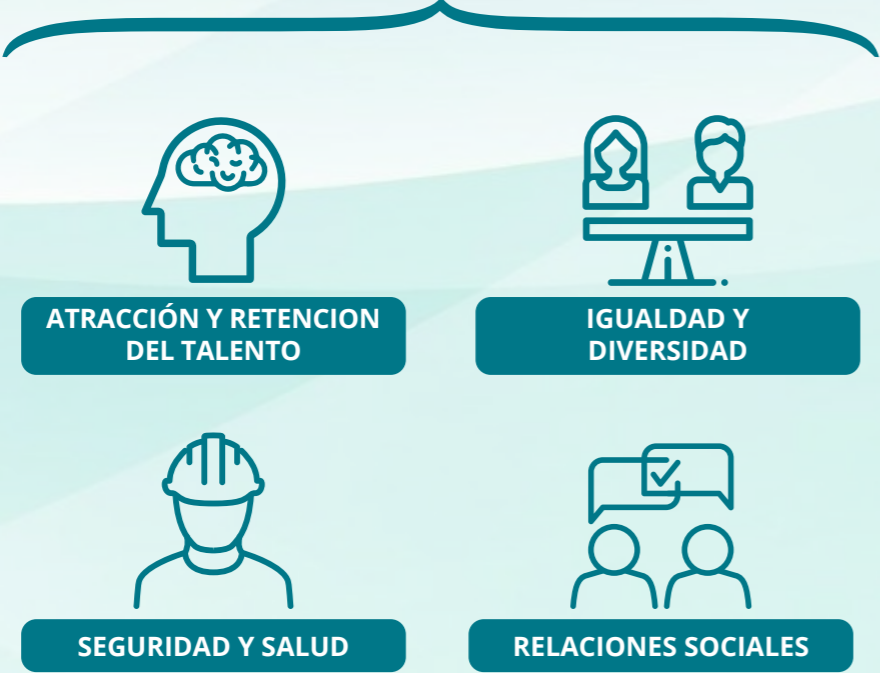 ATRACCIÓN Y RETENCION
DEL TALENTO
IGUALDAD Y
DIVERSIDAD
SEGURIDAD Y SALUD
RELACIONES SOCIALES